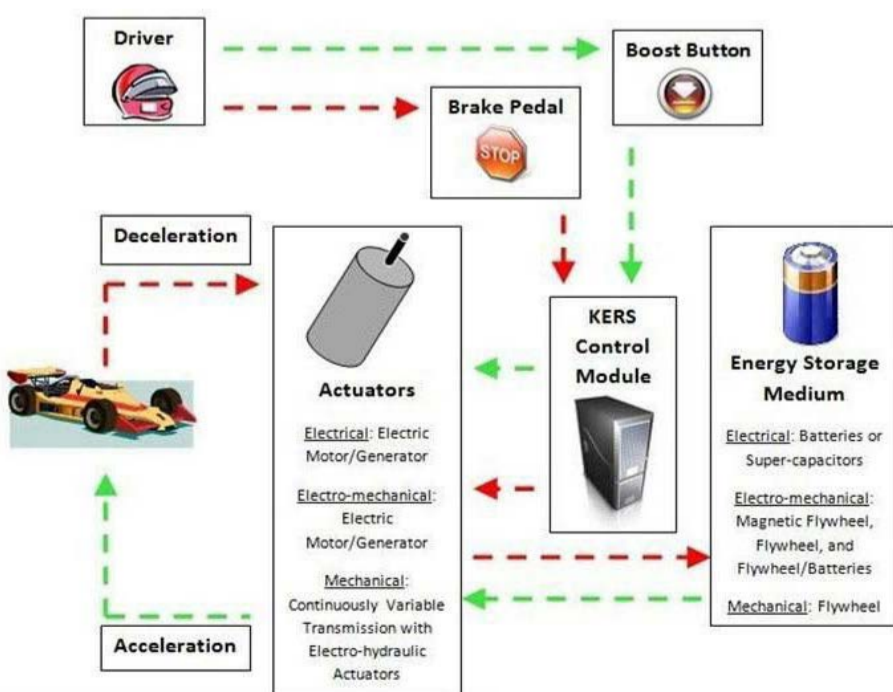 Driver
Boost Button
Brake Pedal
STOP
Deceleration
Actuators
Electrical: Electric
Motor/Generator
Electro-mechanical:
Electric
Motor/Generator
Mechanical:
Continuously Variable
Transmission with
Electro-hydraulic
Actuators
KERS
Control
Module
Energy Storage
Medium
Electrical: Batteries or
Super-capacitors
Electro-mechanical:
Magnetic Flywheel,
Flywheel, and
Flywheel/Batteries
Mechanical: Flywheel
Acceleration